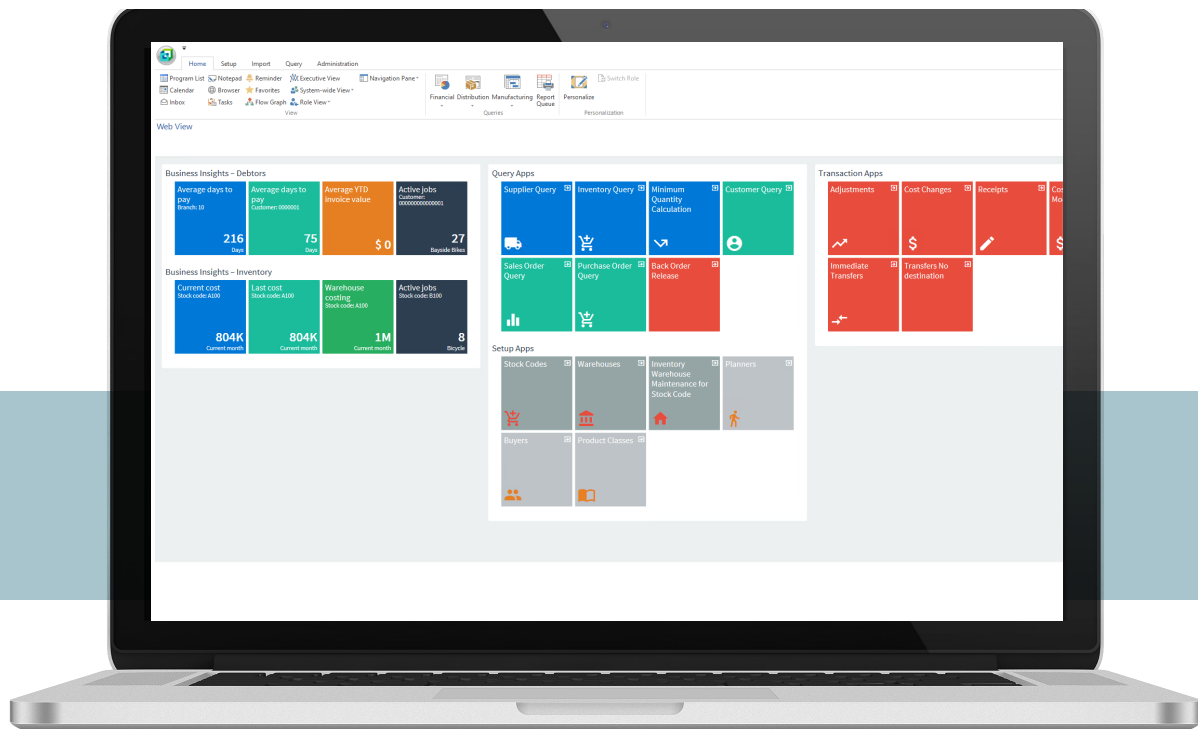 Home Setup Import Query Administration
Program List Notepad Reminder Executive View Navigation Pane
Calendar Browser Favorites System-wide View
Inbox Tasks Flow Graph Role View
View
Financial Distribution Manufacturing Report Queue
Queries
Personalize Switch Role
Personalization
Web View
Business Insights – Debtors
Average days to
pay
Branch: 10
216
Days
Average days to
pay
Customer: 0000001
75
Days
Average YTD
invoice value
$ 0
Active jobs
Customer:
000000000000001
27
Bayside Bikes
Business Insights – Inventory
Current cost
Stock code: A100
804K
Current month
Last cost
Stock code: A100
804K
Current month
Warehouse
costing
Stock code: A100
1M
Current month
Active jobs
Stock code: B100
8
Bicycle
Query Apps
Supplier Query
Inventory Query
Minimum
Quantity
Calculation
Customer Query
Sales Order
Query
Purchase Order
Query
Back Order
Release
Setup Apps
Stock Codes
Warehouses
Inventory
Warehouse
Maintenance for
Stock Code
Planners
Buyers
Product Classes
Transaction Apps
Adjustments
Cost Changes
Receipts
Cos
Mo
Immediate
Transfers
Transfers No
destination